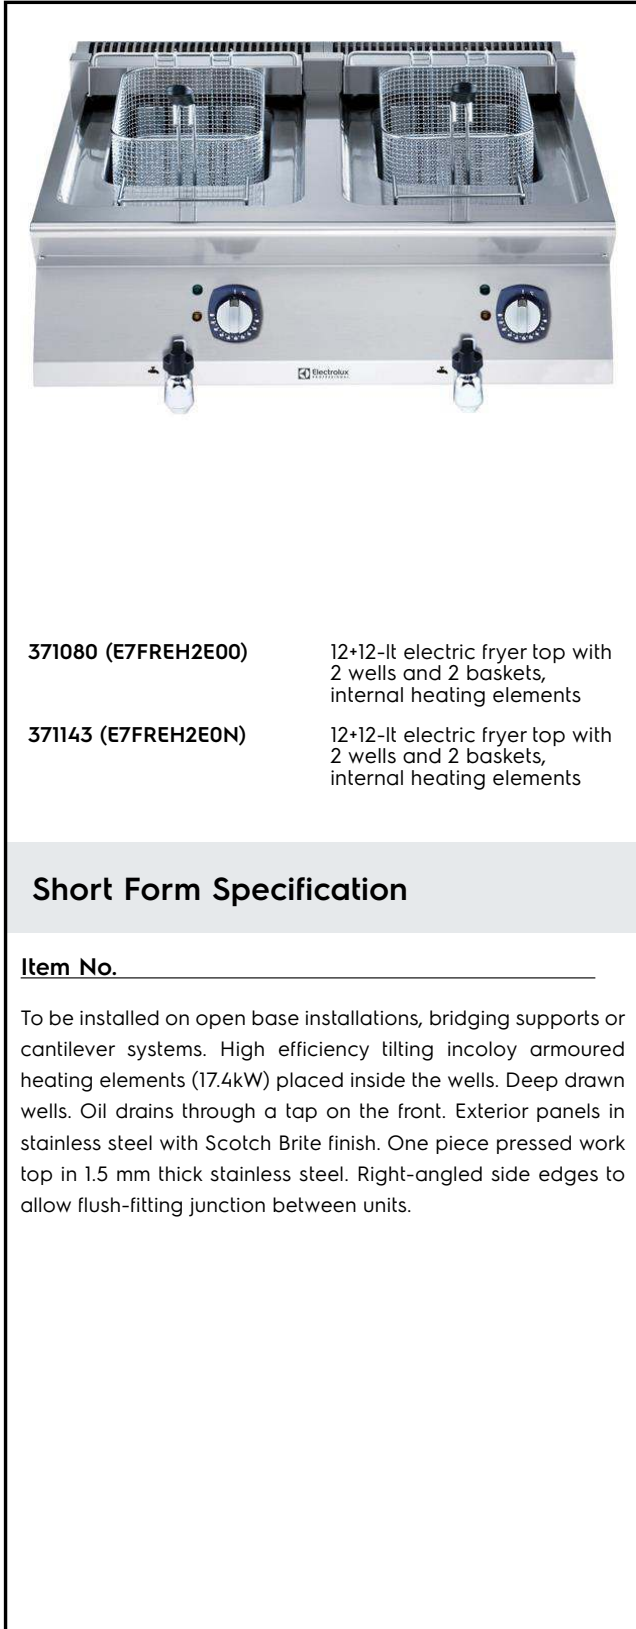 Electrolux
PROFESSIONAL
371080 (E7FREH2E00)
12+12-lt electric fryer top with
2 wells and 2 baskets,
internal heating elements
371143 (E7FREH2E0N)
12+12-lt electric fryer top with
2 wells and 2 baskets,
internal heating elements
Short Form Specification
Item No.
To be installed on open base installations, bridging supports or
cantilever systems. High efficiency tilting incoloy armoured
heating elements (17.4kW) placed inside the wells. Deep drawn
wells. Oil drains through a tap on the front. Exterior panels in
stainless steel with Scotch Brite finish. One piece pressed work
top in 1.5 mm thick stainless steel. Right-angled side edges to
allow flush-fitting junction between units.